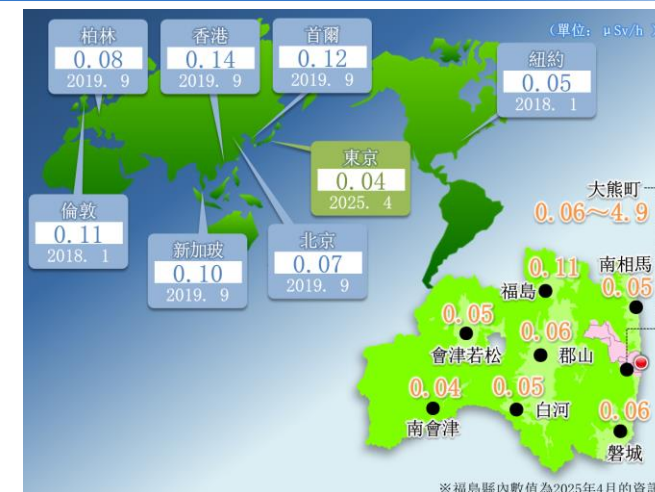 (單位: μSv/h )
柏林
0.08
2019. 9
香港
0.14
2019. 9
首爾
0.12
2019. 9
紐約
0.05
2018. 1
東京
0.04
2025. 4
倫敦
0.11
2018. 1
新加坡
0.10
2019. 9
北京
0.07
2019. 9
大熊町
0.06～4.9
0.11
福島
南相馬
0.05
0.05
會津若松
0.06
郡山
0.04
南會津
0.05
白河
0.06
磐城
※福島縣內數值為2025年4月的資訊